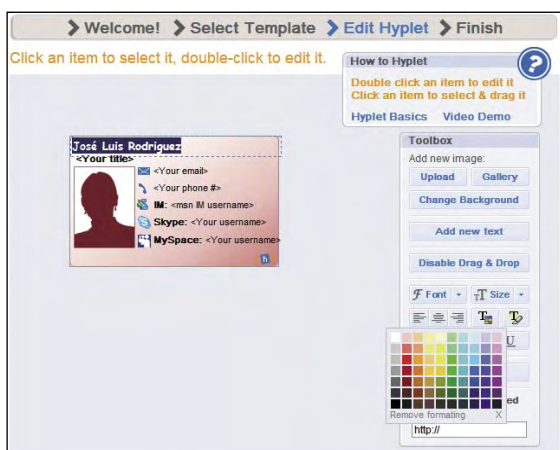 Welcome! Select Template Edit Hyplet Finish
Click an item to select it, double-click to edit it.
How to Hyplet
?
Double click an item to edit it
Click an item to select & drag it
Hyplet Basics Video Demo
José Luis Rodriguez
<Your title>
<Your email>
<Your phone #>
IM: <msn IM username>
Skype: <Your username>
MySpace: <Your username>
h
Toolbox
Add new image:
Upload Gallery
Change Background
Add new text
Disable Drag & Drop
F Font TT Size
T T
U
ed
Remove formating X
http://